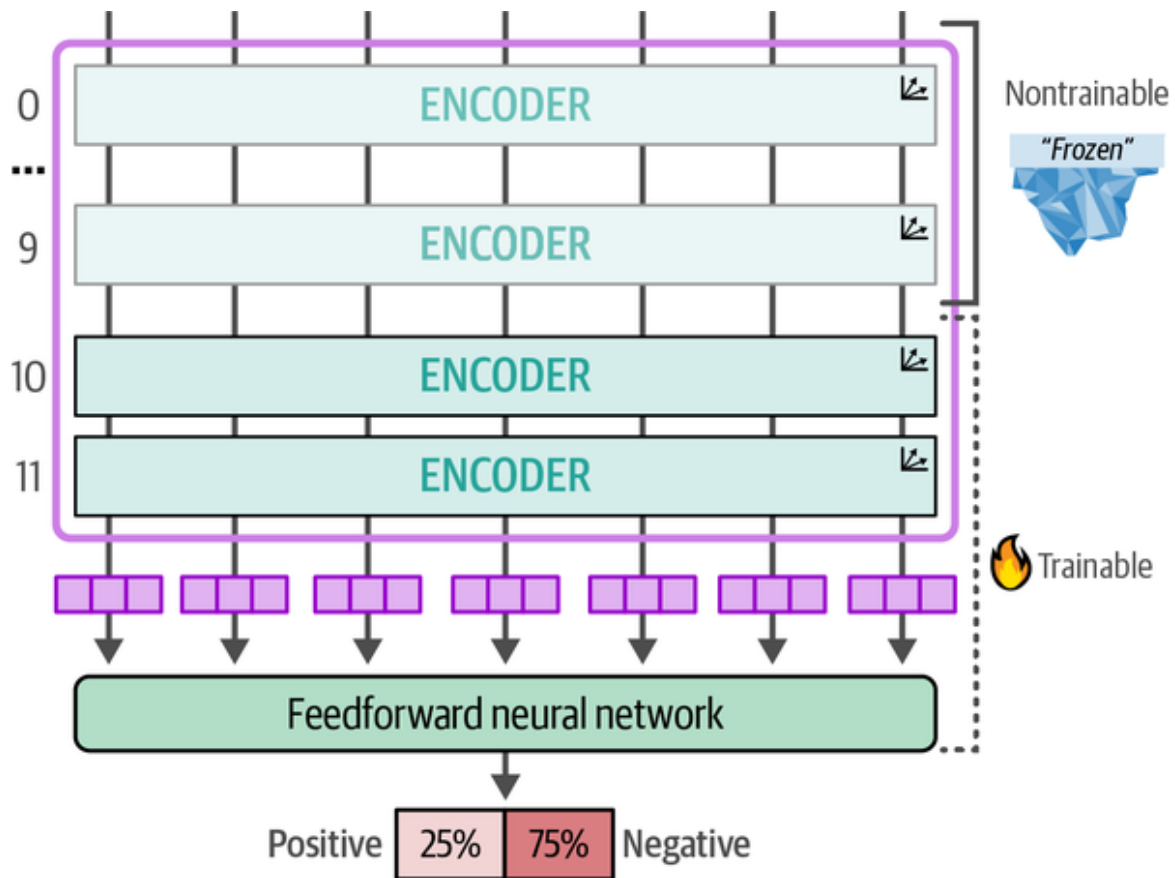 0 ENCODER
Nontrainable
"Frozen"
...
9 ENCODER
10 ENCODER
11 ENCODER
Trainable
Feedforward neural network
Positive 25% 75% Negative